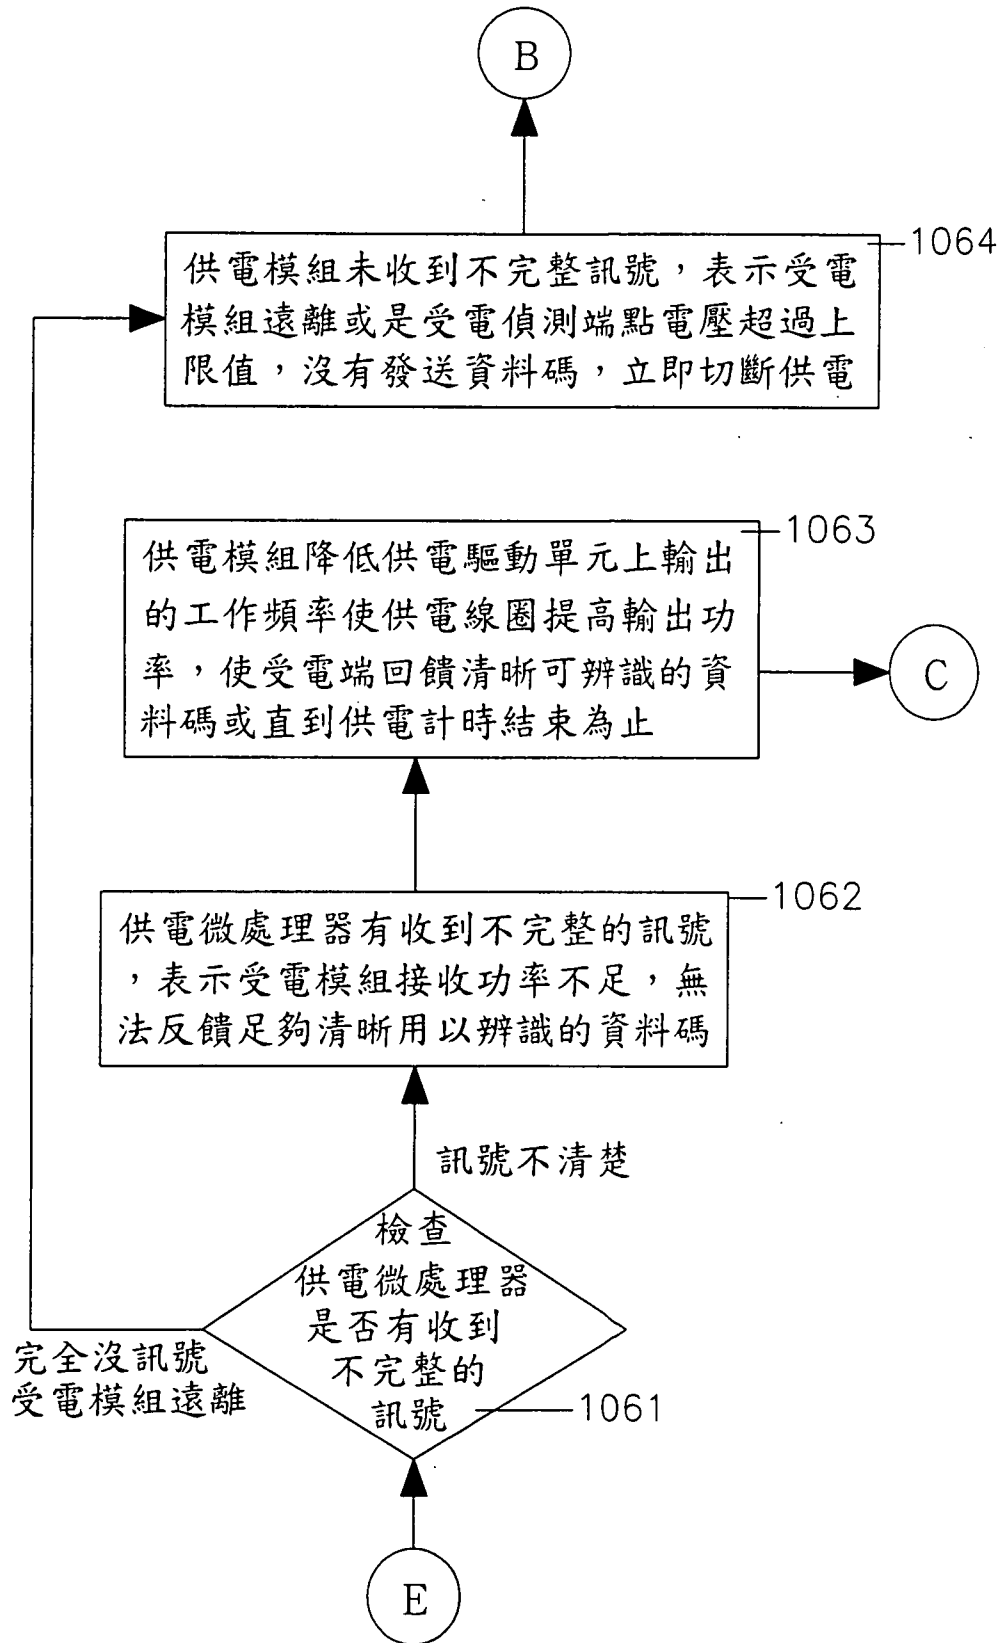 B
1064
供電模組未收到不完整訊號，表示受電
模組遠離或是受電偵測端點電壓超過上
限值，沒有發送資料碼，立即切斷供電
1063
供電模組降低供電驅動單元上輸出
的工作頻率使供電線圈提高輸出功
率，使受電端回饋清晰可辨識的資
料碼或直到供電計時結束為止
C
1062
供電微處理器有收到不完整的訊號
，表示受電模組接收功率不足，無
法反饋足夠清晰用以辨識的資料碼
訊號不清楚
檢查
供電微處理器
是否有收到
不完整的
訊號
1061
完全沒訊號
受電模組遠離
E